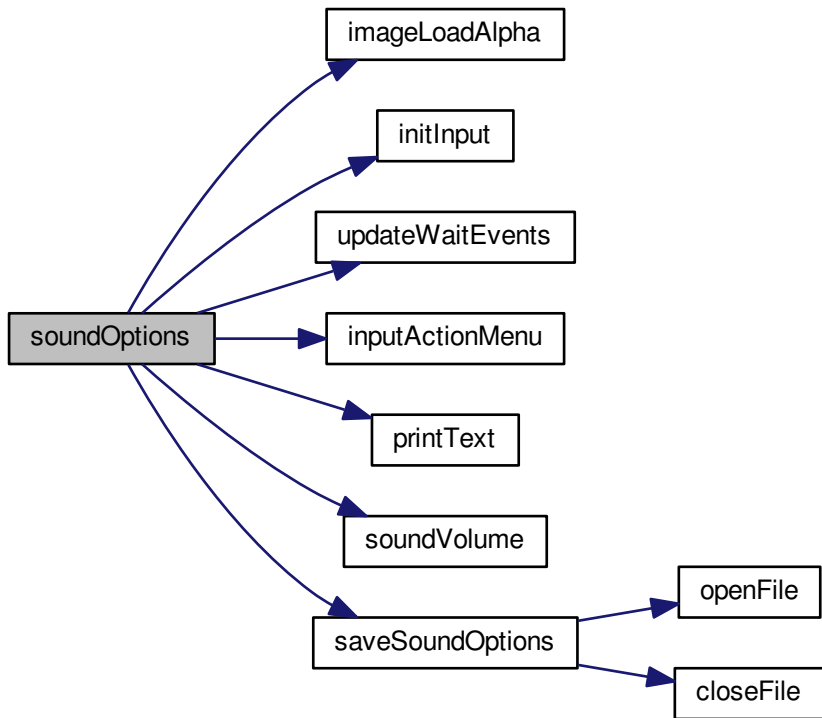 imageLoadAlpha
initInput
updateWaitEvents
soundOptions
inputActionMenu
printText
soundVolume
saveSoundOptions
openFile
closeFile